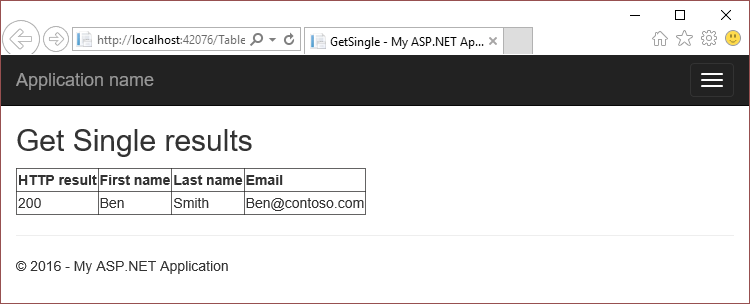 http://localhost:42076/Table
GetSingle - My ASP.NET Ap...
Application name
Get Single results
HTTP result First name Last name Email
200 Ben Smith Ben@contoso.com
© 2016 - My ASP.NET Application